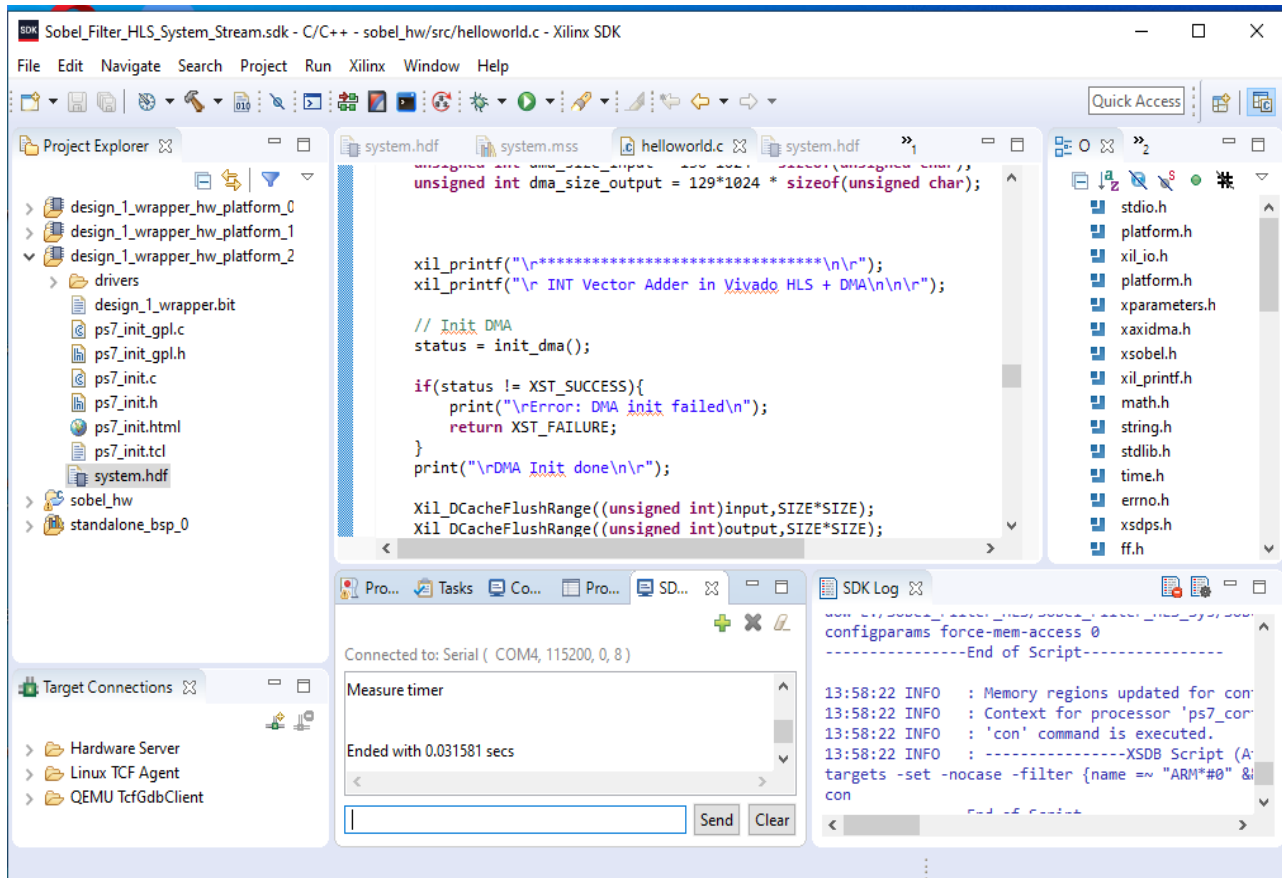 SDK Sobel_Filter_HLS_System_Stream.sdk - C/C++ - sobel_hw/src/helloworld.c - Xilinx SDK
File Edit Navigate Search Project Run Xilinx Window Help
Quick Access
Project Explorer
design_1_wrapper_hw_platform_0
design_1_wrapper_hw_platform_1
design_1_wrapper_hw_platform_2
drivers
design_1_wrapper.bit
ps7_init_gpl.c
ps7_init_gpl.h
ps7_init.c
ps7_init.h
ps7_init.html
ps7_init.tcl
system.hdf
sobel_hw
standalone_bsp_0
Target Connections
Hardware Server
Linux TCF Agent
QEMU TcfGdbClient
system.hdf system.mss helloworld.c system.hdf »1
unsigned int dma_size_output = 129*1024 * sizeof(unsigned char);
xil_printf("\r********************************\n\r");
xil_printf("\r INT Vector Adder in Vivado HLS + DMA\n\n\r");
// Init DMA
status = init_dma();
if(status != XST_SUCCESS){
print("\rError: DMA init failed\n");
return XST_FAILURE;
}
print("\rDMA Init done\n\r");
Xil_DCacheFlushRange((unsigned int)input,SIZE*SIZE);
Xil_DCacheFlushRange((unsigned int)output,SIZE*SIZE);
O »2
stdio.h
platform.h
xil_io.h
platform.h
xparameters.h
xaxidma.h
xsobel.h
xil_printf.h
math.h
string.h
stdlib.h
time.h
errno.h
xsdps.h
ff.h
Pro... Tasks Co... Pro... SD...
Connected to: Serial ( COM4, 115200, 0, 8 )
Measure timer
Ended with 0.031581 secs
Send Clear
SDK Log
configparams force-mem-access 0
----------------End of Script----------------
13:58:22 INFO : Memory regions updated for con
13:58:22 INFO : Context for processor 'ps7_cor
13:58:22 INFO : 'con' command is executed.
13:58:22 INFO : ----------------XSDB Script (A
targets -set -nocase -filter {name =~ "ARM*#0" &
con